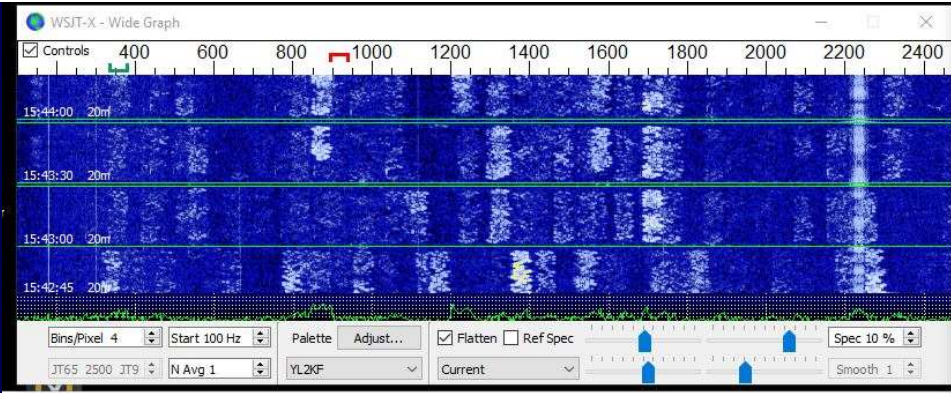 WSJT-X - Wide Graph
Controls 400 600 800 1000 1200 1400 1600 1800 2000 2200 2400
15:44:00 20m
15:43:30 20m
15:43:00 20m
15:42:45 20m
Bins/Pixel 4 Start 100 Hz Palette Adjust... Flatten Ref Spec Spec 10 %
JT65 2500 JT9 N Avg 1 YL2KF Current Smooth 1